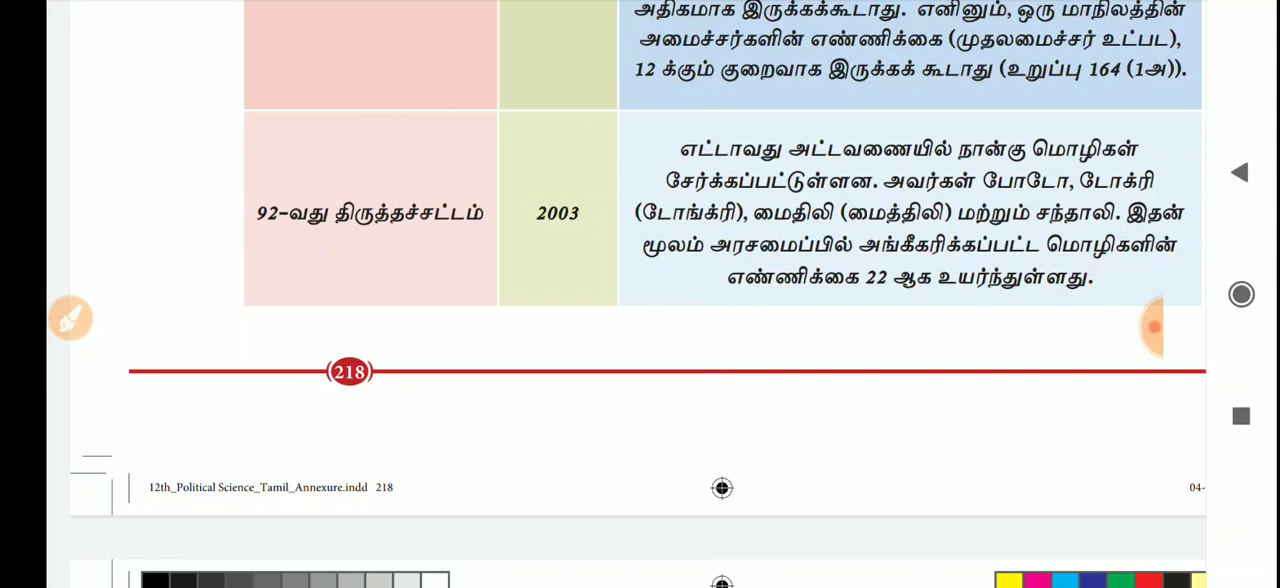 அதிகமாக இருக்கக்கூடாது. எனினும், ஒரு மாநிலத்தின்
அமைச்சர்களின் எண்ணிக்கை (முதலமைச்சர் உட்பட),
12 க்கும் குறைவாக இருக்கக் கூடாது (உறுப்பு 164 (1அ)).
92-வது திருத்தச்சட்டம்
2003
எட்டாவது அட்டவணையில் நான்கு மொழிகள்
சேர்க்கப்பட்டுள்ளன. அவர்கள் போடோ, டோக்ரி
(டோங்க்ரி), மைதிலி (மைத்திலி) மற்றும் சந்தாலி. இதன்
மூலம் அரசமைப்பில் அங்கீகரிக்கப்பட்ட மொழிகளின்
எண்ணிக்கை 22 ஆக உயர்ந்துள்ளது.
218
12th_Political Science_Tamil_Annexure.indd 218
04-